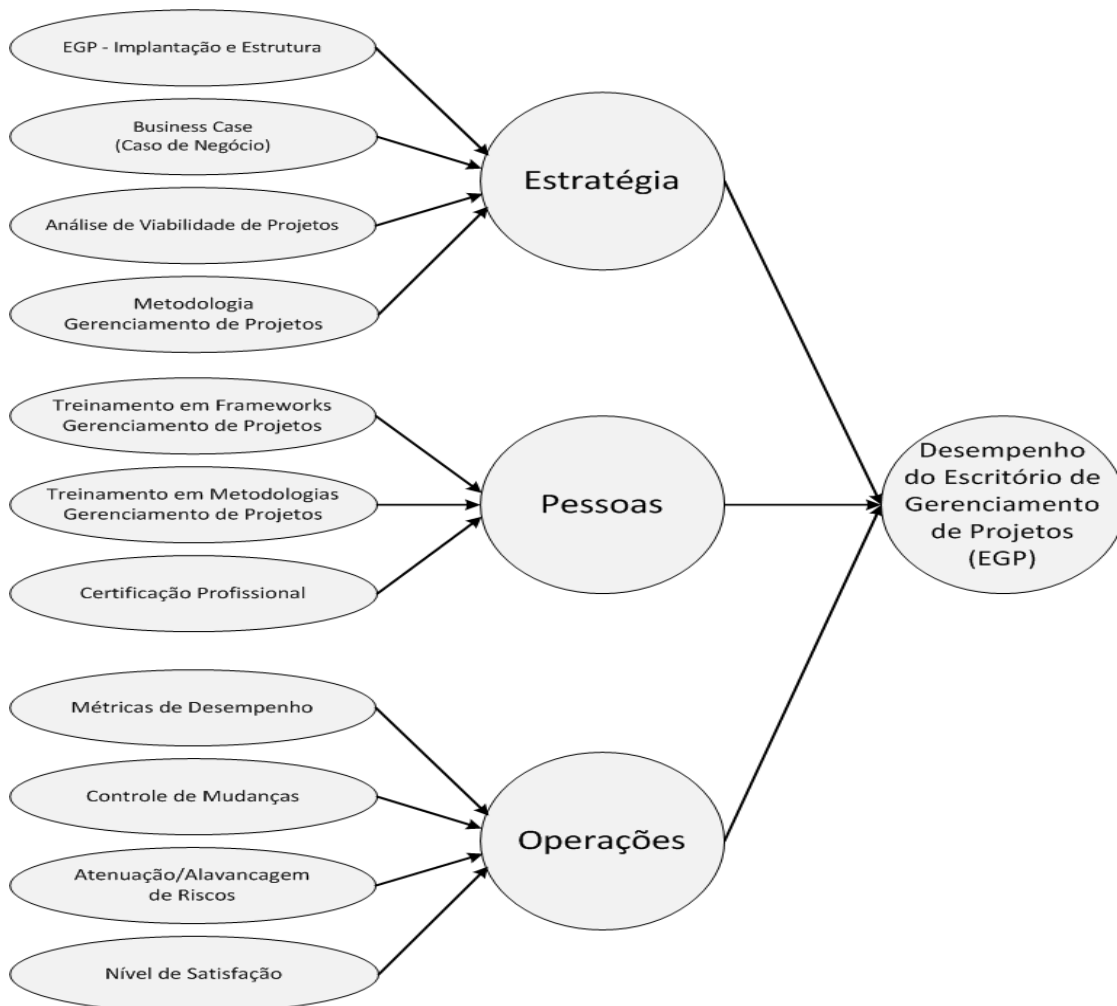 EGP - Implantação e Estrutura
Business Case
(Caso de Negócio)
Análise de Viabilidade de Projetos
Metodologia
Gerenciamento de Projetos
Estratégia
Treinamento em Frameworks
Gerenciamento de Projetos
Treinamento em Metodologias
Gerenciamento de Projetos
Certificação Profissional
Pessoas
Métricas de Desempenho
Controle de Mudanças
Atenuação/Alavancagem
de Riscos
Nível de Satisfação
Operações
Desempenho
do Escritório de
Gerenciamento
de Projetos
(EGP)